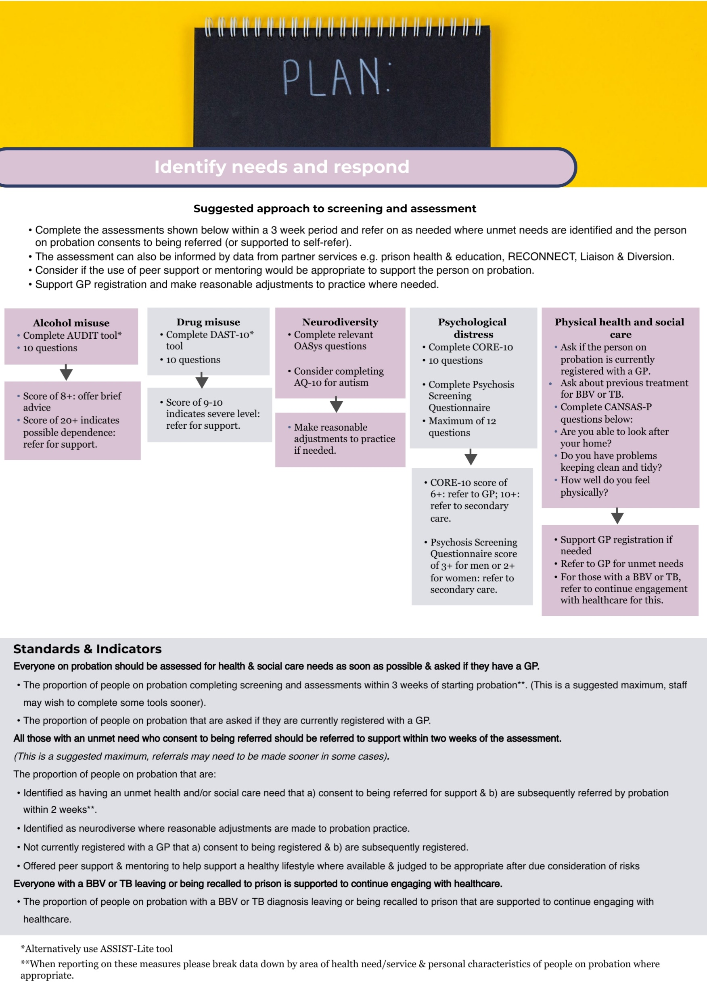 PLAN:
Identify needs and respond
Suggested approach to screening and assessment
• Complete the assessments shown below within a 3 week period and refer on as needed where unmet needs are identified and the person
on probation consents to being referred (or supported to self-refer).
• The assessment can also be informed by data from partner services e.g. prison health & education, RECONNECT, Liaison & Diversion.
• Consider if the use of peer support or mentoring would be appropriate to support the person on probation.
• Support GP registration and make reasonable adjustments to practice where needed.
Alcohol misuse
• Complete AUDIT tool*
• 10 questions
• Score of 8+: offer brief
advice
• Score of 20+ indicates
possible dependence:
refer for support.
Drug misuse
• Complete DAST-10*
tool
• 10 questions
• Score of 9-10
indicates severe level:
refer for support.
Neurodiversity
• Complete relevant
OASys questions
• Consider completing
AQ-10 for autism
• Make reasonable
adjustments to practice
if needed.
Psychological
distress
• Complete CORE-10
• 10 questions
• Complete Psychosis
Screening
Questionnaire
• Maximum of 12
questions
• CORE-10 score of
6+: refer to GP; 10+:
refer to secondary
care.
• Psychosis Screening
Questionnaire score
of 3+ for men or 2+
for women: refer to
secondary care.
Physical health and social
care
• Ask if the person on
probation is currently
registered with a GP.
• Ask about previous treatment
for BBV or TB.
• Complete CANSAS-P
questions below:
• Are you able to look after
your home?
• Do you have problems
keeping clean and tidy?
• How well do you feel
physically?
• Support GP registration if
needed
• Refer to GP for unmet needs
• For those with a BBV or TB,
refer to continue engagement
with healthcare for this.
Standards & Indicators
Everyone on probation should be assessed for health & social care needs as soon as possible & asked if they have a GP.
• The proportion of people on probation completing screening and assessments within 3 weeks of starting probation**. (This is a suggested maximum, staff
may wish to complete some tools sooner).
• The proportion of people on probation that are asked if they are currently registered with a GP.
All those with an unmet need who consent to being referred should be referred to support within two weeks of the assessment.
(This is a suggested maximum, referrals may need to be made sooner in some cases).
The proportion of people on probation that are:
• Identified as having an unmet health and/or social care need that a) consent to being referred for support & b) are subsequently referred by probation
within 2 weeks**.
• Identified as neurodiverse where reasonable adjustments are made to probation practice.
• Not currently registered with a GP that a) consent to being registered & b) are subsequently registered.
• Offered peer support & mentoring to help support a healthy lifestyle where available & judged to be appropriate after due consideration of risks
Everyone with a BBV or TB leaving or being recalled to prison is supported to continue engaging with healthcare.
• The proportion of people on probation with a BBV or TB diagnosis leaving or being recalled to prison that are supported to continue engaging with
healthcare.
*Alternatively use ASSIST-Lite tool
**When reporting on these measures please break data down by area of health need/service & personal characteristics of people on probation where
appropriate.